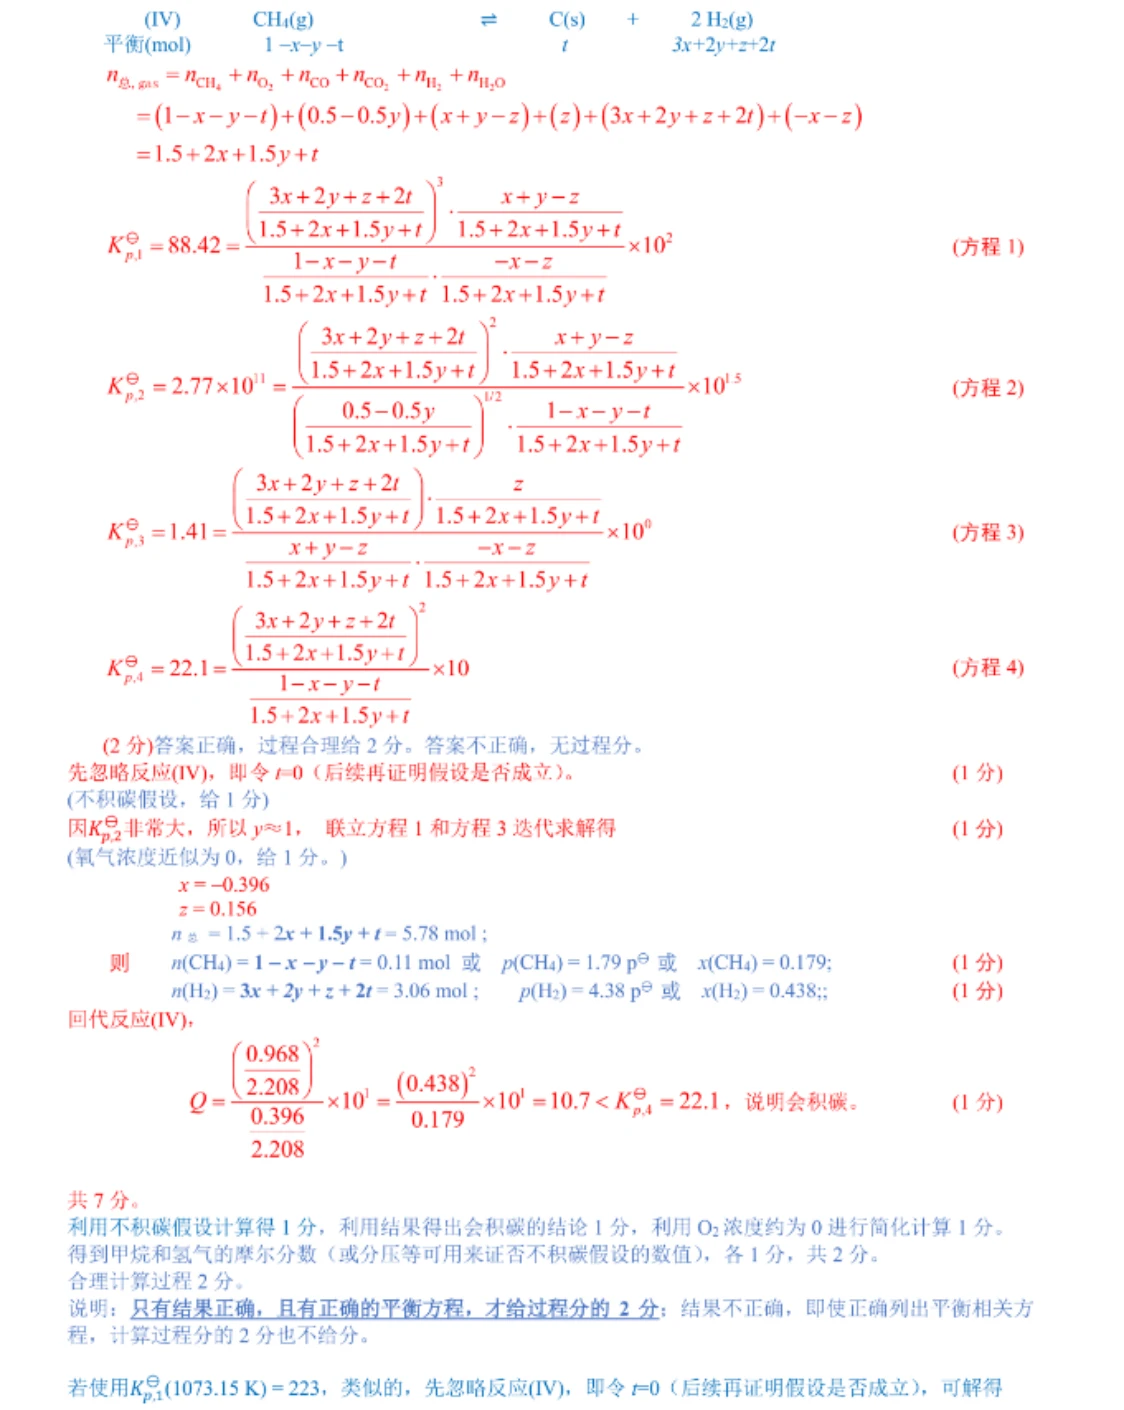 (IV) CH₄(g) ⇌ C(s) + 2 H₂(g)
平衡(mol) 1 −x−y −t t 3x+2y+z+2t
n总, gas = nCH₄ + nO₂ + nCO + nCO₂ + nH₂ + nH₂O
=(1−x−y−t)+(0.5−0.5y)+(x+y−z)+(z)+(3x+2y+z+2t)+(−x−z)
=1.5+2x+1.5y+t
K⊖p,1 = 88.42 = ((3x+2y+z+2t)/(1.5+2x+1.5y+t))³ · (x+y−z)/(1.5+2x+1.5y+t) / ((1−x−y−t)/(1.5+2x+1.5y+t) · (−x−z)/(1.5+2x+1.5y+t)) ×10² (方程 1)
K⊖p,2 = 2.77×10¹¹ = ((3x+2y+z+2t)/(1.5+2x+1.5y+t))² · (x+y−z)/(1.5+2x+1.5y+t) / (((0.5−0.5y)/(1.5+2x+1.5y+t))^1/2 · (1−x−y−t)/(1.5+2x+1.5y+t)) ×10^1.5 (方程 2)
K⊖p,3 =1.41= ((3x+2y+z+2t)/(1.5+2x+1.5y+t)) · z/(1.5+2x+1.5y+t) / ((x+y−z)/(1.5+2x+1.5y+t) · (−x−z)/(1.5+2x+1.5y+t)) ×10⁰ (方程 3)
K⊖p,4 = 22.1= ((3x+2y+z+2t)/(1.5+2x+1.5y+t))² / ((1−x−y−t)/(1.5+2x+1.5y+t)) ×10 (方程 4)
(2 分)答案正确，过程合理给 2 分。答案不正确，无过程分。
先忽略反应(IV)，即令 t=0（后续再证明假设是否成立）。 (1 分)
(不积碳假设，给 1 分)
因K⊖p,2非常大，所以 y≈1， 联立方程 1 和方程 3 迭代求解得 (1 分)
(氧气浓度近似为 0，给 1 分。)
x = −0.396
z = 0.156
n 总 = 1.5 + 2x + 1.5y + t = 5.78 mol ;
则 n(CH₄) = 1 – x – y – t = 0.11 mol 或 p(CH₄) = 1.79 p⊖ 或 x(CH₄) = 0.179; (1 分)
n(H₂) = 3x + 2y + z + 2t = 3.06 mol ; p(H₂) = 4.38 p⊖ 或 x(H₂) = 0.438;; (1 分)
回代反应(IV)，
Q = (0.968/2.208)² / (0.396/2.208) ×10¹ = (0.438)²/0.179 ×10¹ = 10.7 < K⊖p,4 = 22.1，说明会积碳。 (1 分)
共 7 分。
利用不积碳假设计算得 1 分，利用结果得出会积碳的结论 1 分，利用 O₂ 浓度约为 0 进行简化计算 1 分。
得到甲烷和氢气的摩尔分数（或分压等可用来证否不积碳假设的数值），各 1 分，共 2 分。
合理计算过程 2 分。
说明：只有结果正确，且有正确的平衡方程，才给过程分的 2 分；结果不正确，即使正确列出平衡相关方
程，计算过程分的 2 分也不给分。
若使用K⊖p,1(1073.15 K) = 223，类似的，先忽略反应(IV)，即令 t=0（后续再证明假设是否成立），可解得